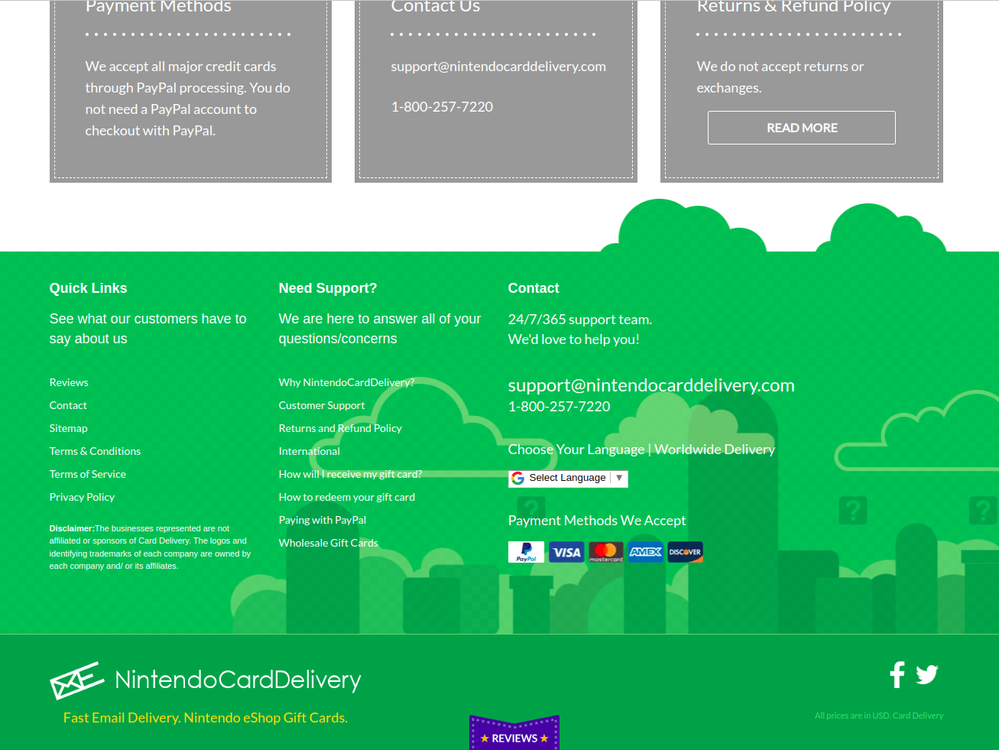 Payment Methods
We accept all major credit cards
through PayPal processing. You do
not need a PayPal account to
checkout with PayPal.
Contact Us
support@nintendocarddelivery.com
1-800-257-7220
Returns & Refund Policy
We do not accept returns or
exchanges.
READ MORE
Quick Links
See what our customers have to
say about us
Reviews
Contact
Sitemap
Terms & Conditions
Terms of Service
Privacy Policy
Disclaimer:The businesses represented are not
affiliated or sponsors of Card Delivery. The logos and
identifying trademarks of each company are owned by
each company and/ or its affiliates.
Need Support?
We are here to answer all of your
questions/concerns
Why NintendoCardDelivery?
Customer Support
Returns and Refund Policy
International
How will I receive my gift card?
How to redeem your gift card
Paying with PayPal
Wholesale Gift Cards
Contact
24/7/365 support team.
We'd love to help you!
support@nintendocarddelivery.com
1-800-257-7220
Choose Your Language | Worldwide Delivery
Select Language
Payment Methods We Accept
PayPal VISA mastercard AMEX DISCOVER
? ? ?
NintendoCardDelivery
Fast Email Delivery. Nintendo eShop Gift Cards.
REVIEWS
All prices are in USD. Card Delivery